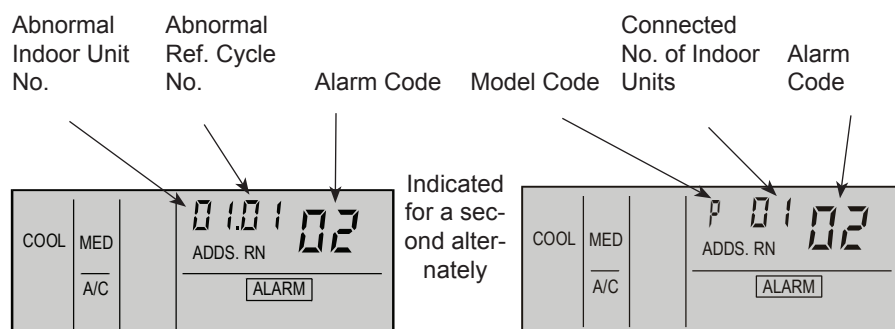 Abnormal
Indoor Unit
No.
Abnormal
Ref. Cycle
No.
Alarm Code
Model Code
Connected
No. of Indoor
Units
Alarm
Code
COOL
MED
A/C
01.01
02
ADDS. RN
ALARM
Indicated
for a sec-
ond alter-
nately
COOL
MED
A/C
P 01
02
ADDS. RN
ALARM